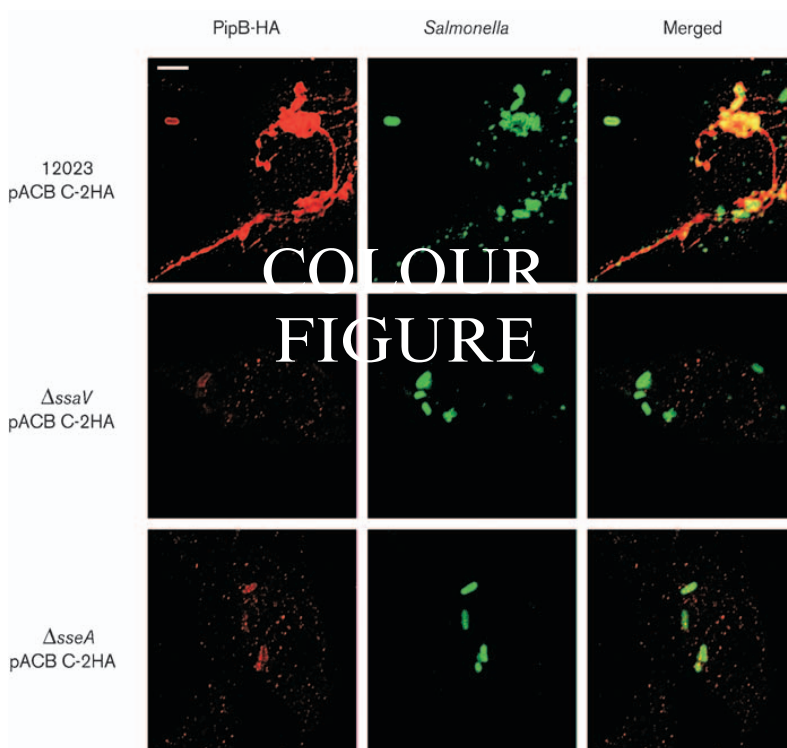 PipB-HA
Salmonella
Merged
12023
pACB C-2HA
COLOUR
FIGURE
ΔssaV
pACB C-2HA
ΔsseA
pACB C-2HA